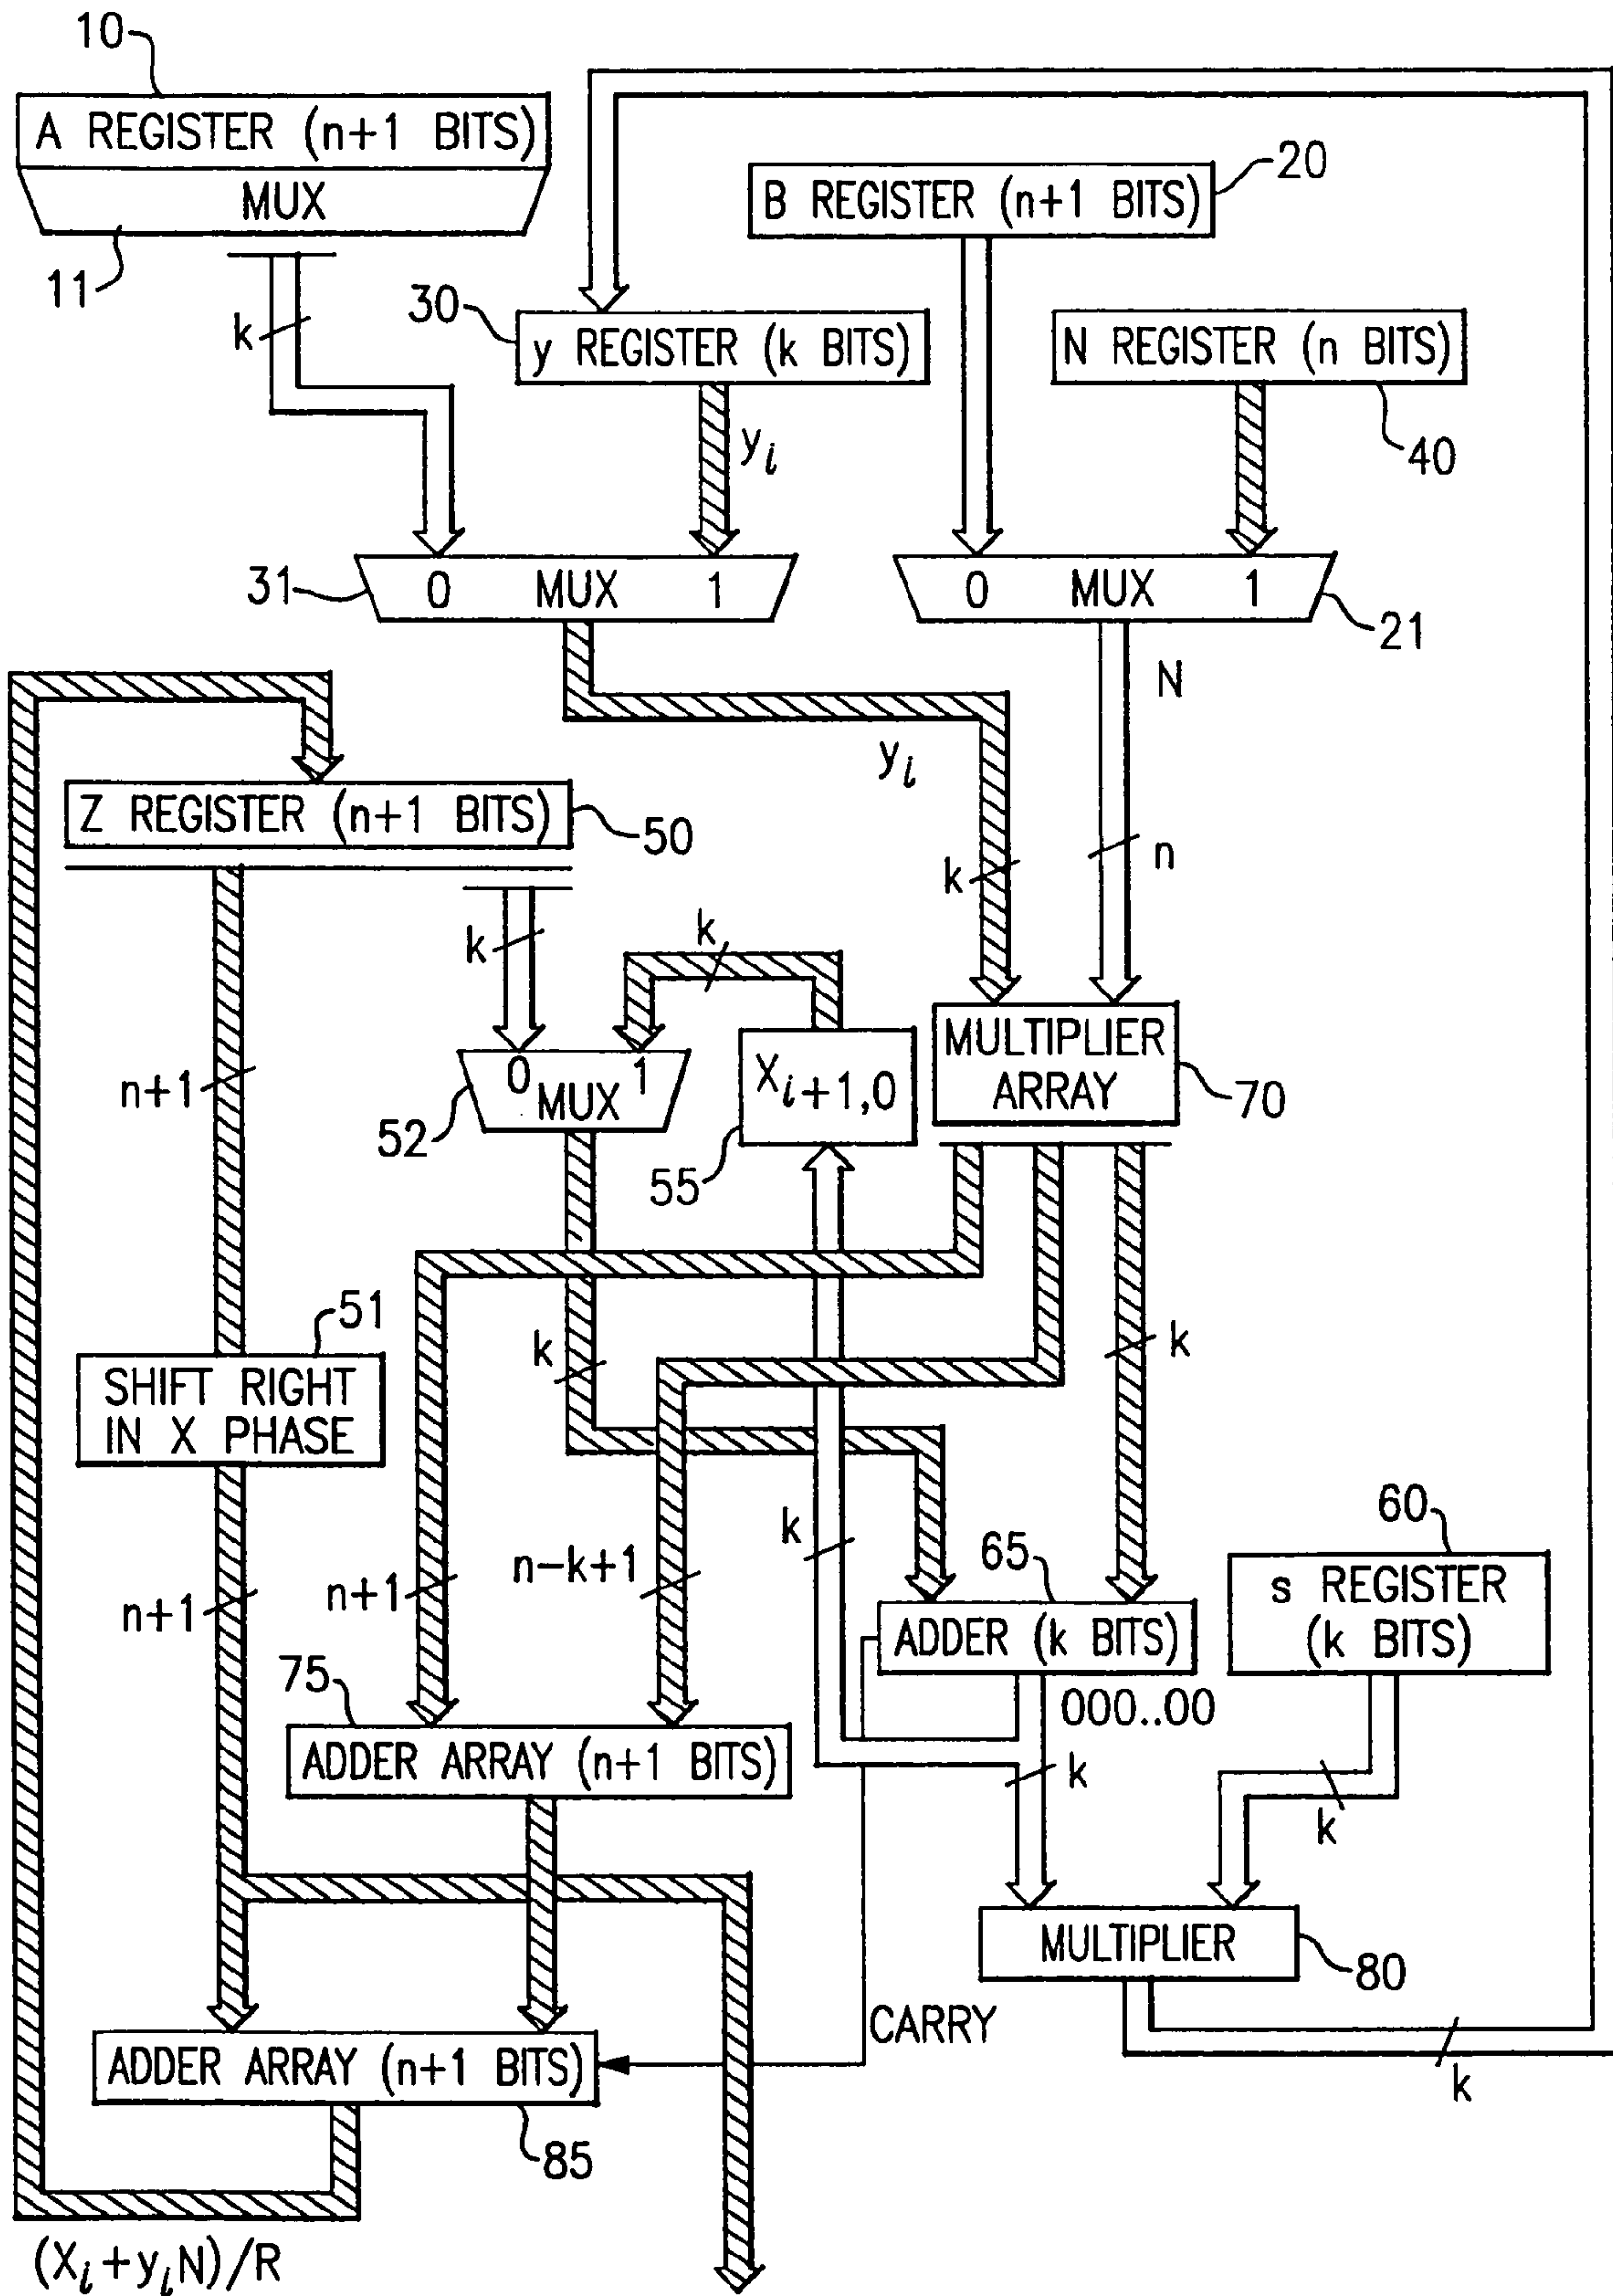 10
A REGISTER (n+1 BITS)
MUX
11
k
B REGISTER (n+1 BITS)
20
30
y REGISTER (k BITS)
N REGISTER (n BITS)
40
yi
31
0 MUX 1
0 MUX 1
21
N
yi
Z REGISTER (n+1 BITS)
50
k
n
k
k
n+1
0 MUX 1
52
Xi+1,0
55
MULTIPLIER
ARRAY
70
51
SHIFT RIGHT
IN X PHASE
k
k
n+1
n+1
n-k+1
k
65
ADDER (k BITS)
000..00
60
s REGISTER
(k BITS)
75
ADDER ARRAY (n+1 BITS)
k
k
MULTIPLIER
80
CARRY
k
ADDER ARRAY (n+1 BITS)
85
(Xi+yiN)/R